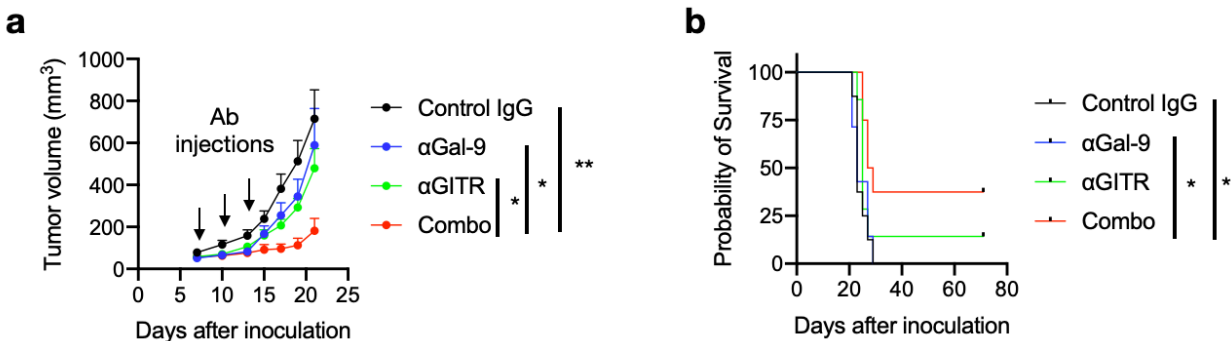 a
Tumor volume (mm³)
1000
800
600
400
200
0
Ab
injections
0 5 10 15 20 25
Days after inoculation
Control IgG
αGal-9
αGITR
Combo
*
*
**
b
Probability of Survival
100
75
50
25
0
0 20 40 60 80
Days after inoculation
Control IgG
αGal-9
αGITR
Combo
*
*